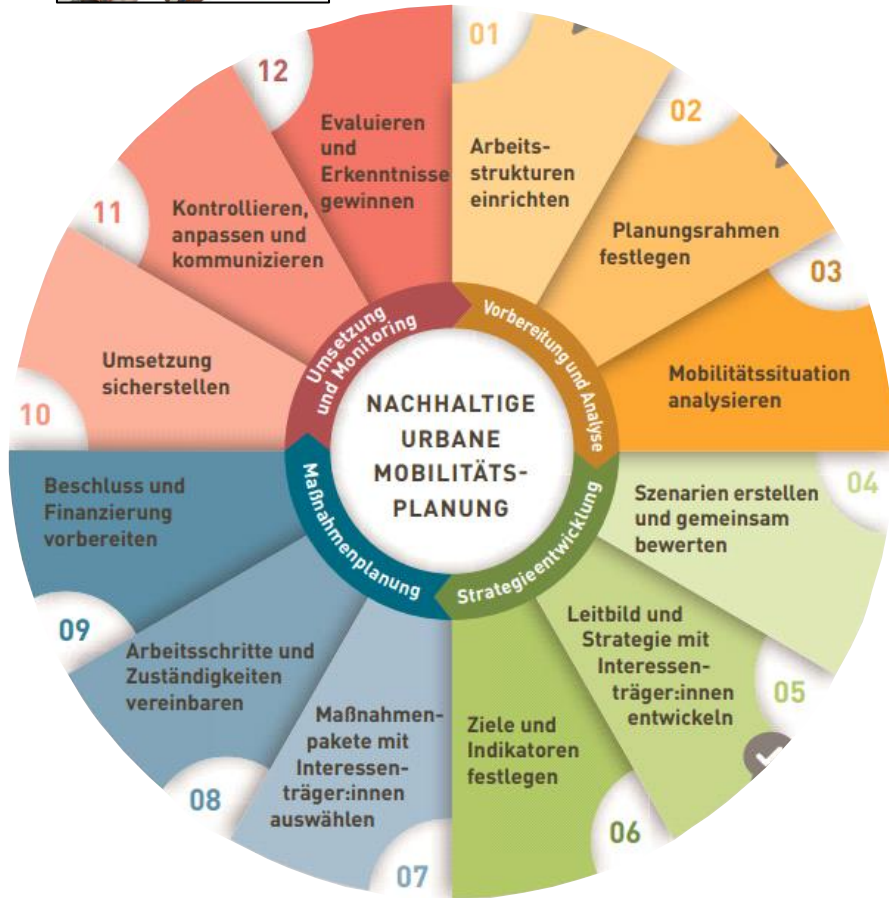 NACHHALTIGE
URBANE
MOBILITÄTS-
PLANUNG
Vorbereitung und Analyse
01
Arbeits-
strukturen
einrichten
02
Planungsrahmen
festlegen
03
Mobilitätssituation
analysieren
Strategieentwicklung
04
Szenarien erstellen
und gemeinsam
bewerten
05
Leitbild und
Strategie mit
Interessen-
träger:innen
entwickeln
06
Ziele und
Indikatoren
festlegen
Maßnahmenplanung
07
Maßnahmen-
pakete mit
Interessen-
träger:innen
auswählen
08
Arbeitsschritte und
Zuständigkeiten
vereinbaren
09
Beschluss und
Finanzierung
vorbereiten
Umsetzung
und Monitoring
10
Umsetzung
sicherstellen
11
Kontrollieren,
anpassen und
kommunizieren
12
Evaluieren
und
Erkenntnisse
gewinnen